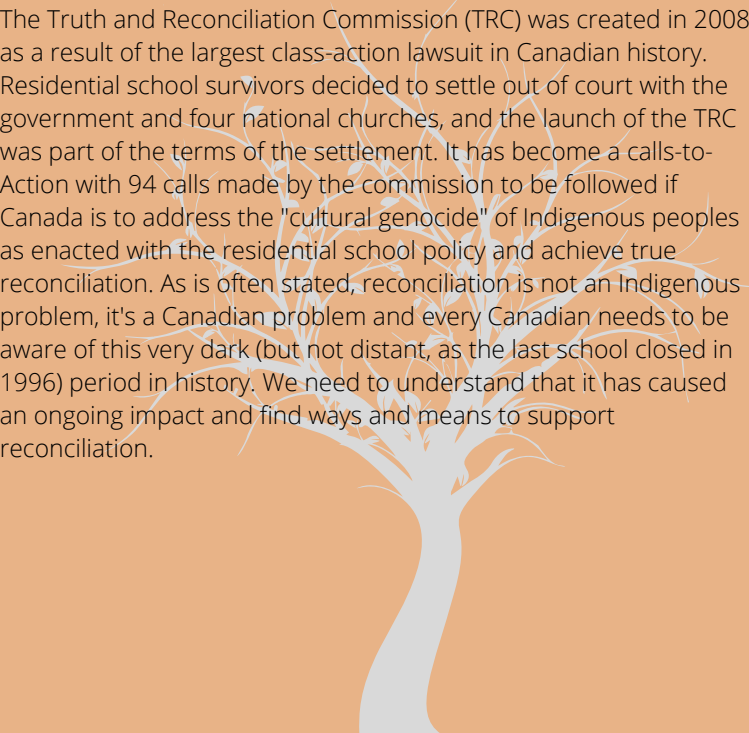 The Truth and Reconciliation Commission (TRC) was created in 2008
as a result of the largest class-action lawsuit in Canadian history.
Residential school survivors decided to settle out of court with the
government and four national churches, and the launch of the TRC
was part of the terms of the settlement. It has become a calls-to-
Action with 94 calls made by the commission to be followed if
Canada is to address the "cultural genocide" of Indigenous peoples
as enacted with the residential school policy and achieve true
reconciliation. As is often stated, reconciliation is not an Indigenous
problem, it's a Canadian problem and every Canadian needs to be
aware of this very dark (but not distant, as the last school closed in
1996) period in history. We need to understand that it has caused
an ongoing impact and find ways and means to support
reconciliation.